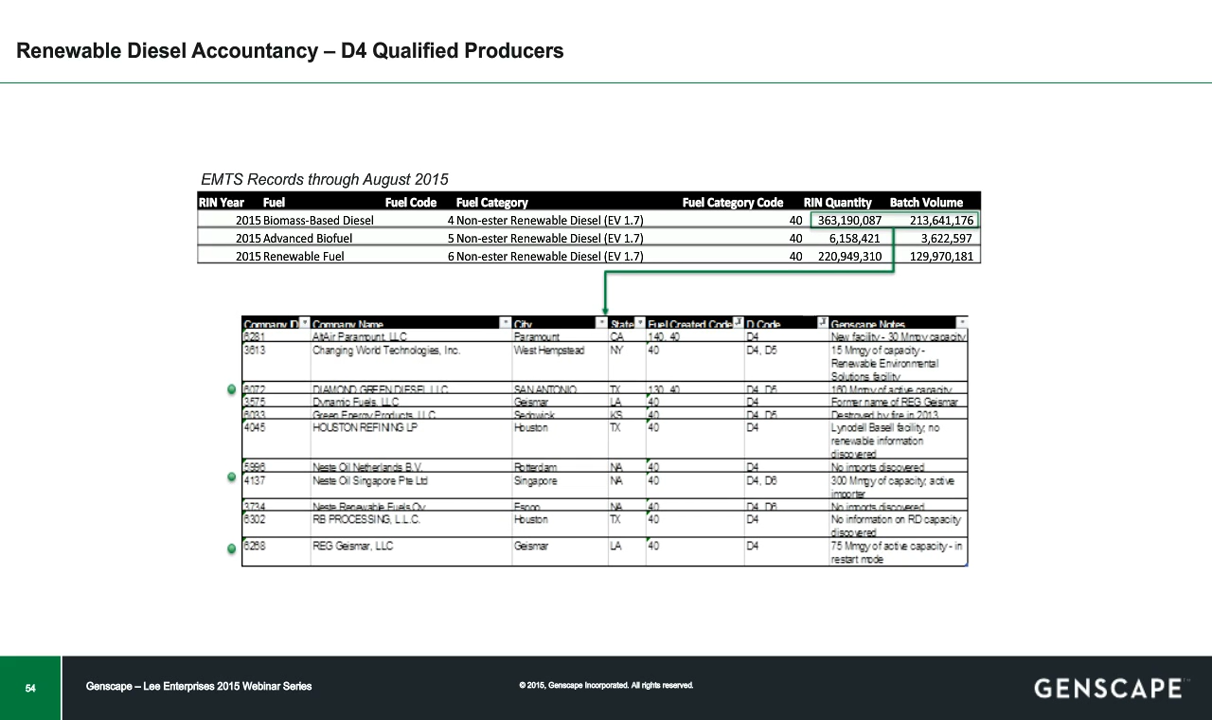 Renewable Diesel Accountancy – D4 Qualified Producers
EMTS Records through August 2015
RIN Year Fuel Fuel Code Fuel Category Fuel Category Code RIN Quantity Batch Volume
2015 Biomass-Based Diesel 4 Non-ester Renewable Diesel (EV 1.7) 40 363,190,087 213,641,176
2015 Advanced Biofuel 5 Non-ester Renewable Diesel (EV 1.7) 40 6,158,421 3,622,597
2015 Renewable Fuel 6 Non-ester Renewable Diesel (EV 1.7) 40 220,949,310 129,970,181
Company ID Company Name City State Fuel Created Code D Code Genscape Notes
6281 AltAir Paramount, LLC Paramount CA 140, 40 D4 New facility - 30 Mmgy capacity
3613 Changing World Technologies, Inc. West Hempstead NY 40 D4, D5 15 Mmgy of capacity -
Renewable Environmental
Solutions facility
6072 DIAMOND GREEN DIESEL LLC SAN ANTONIO TX 130, 40 D4, D5 160 Mmgy of active capacity
3575 Dynamic Fuels, LLC Geismar LA 40 D4 Former name of REG Geismar
6033 Green Energy Products, LLC Sedgwick KS 40 D4, D6 Destroyed by fire in 2013
4045 HOUSTON REFINING LP Houston TX 40 D4 Lynodell Basell facility; no
renewable information
discovered
5996 Neste Oil Netherlands B.V. Rotterdam NA 40 D4 No imports discovered
4137 Neste Oil Singapore Pte Ltd Singapore NA 40 D4, D6 300 Mmgy of capacity; active
importer
3734 Neste Renewable Fuels Oy Espoo NA 40 D4, D6 No imports discovered
6302 RB PROCESSING, L.L.C. Houston TX 40 D4 No information on RD capacity
discovered
6268 REG Geismar, LLC Geismar LA 40 D4 75 Mmgy of active capacity - in
restart mode
54
Genscape – Lee Enterprises 2015 Webinar Series
© 2015, Genscape Incorporated. All rights reserved.
GENSCAPE™